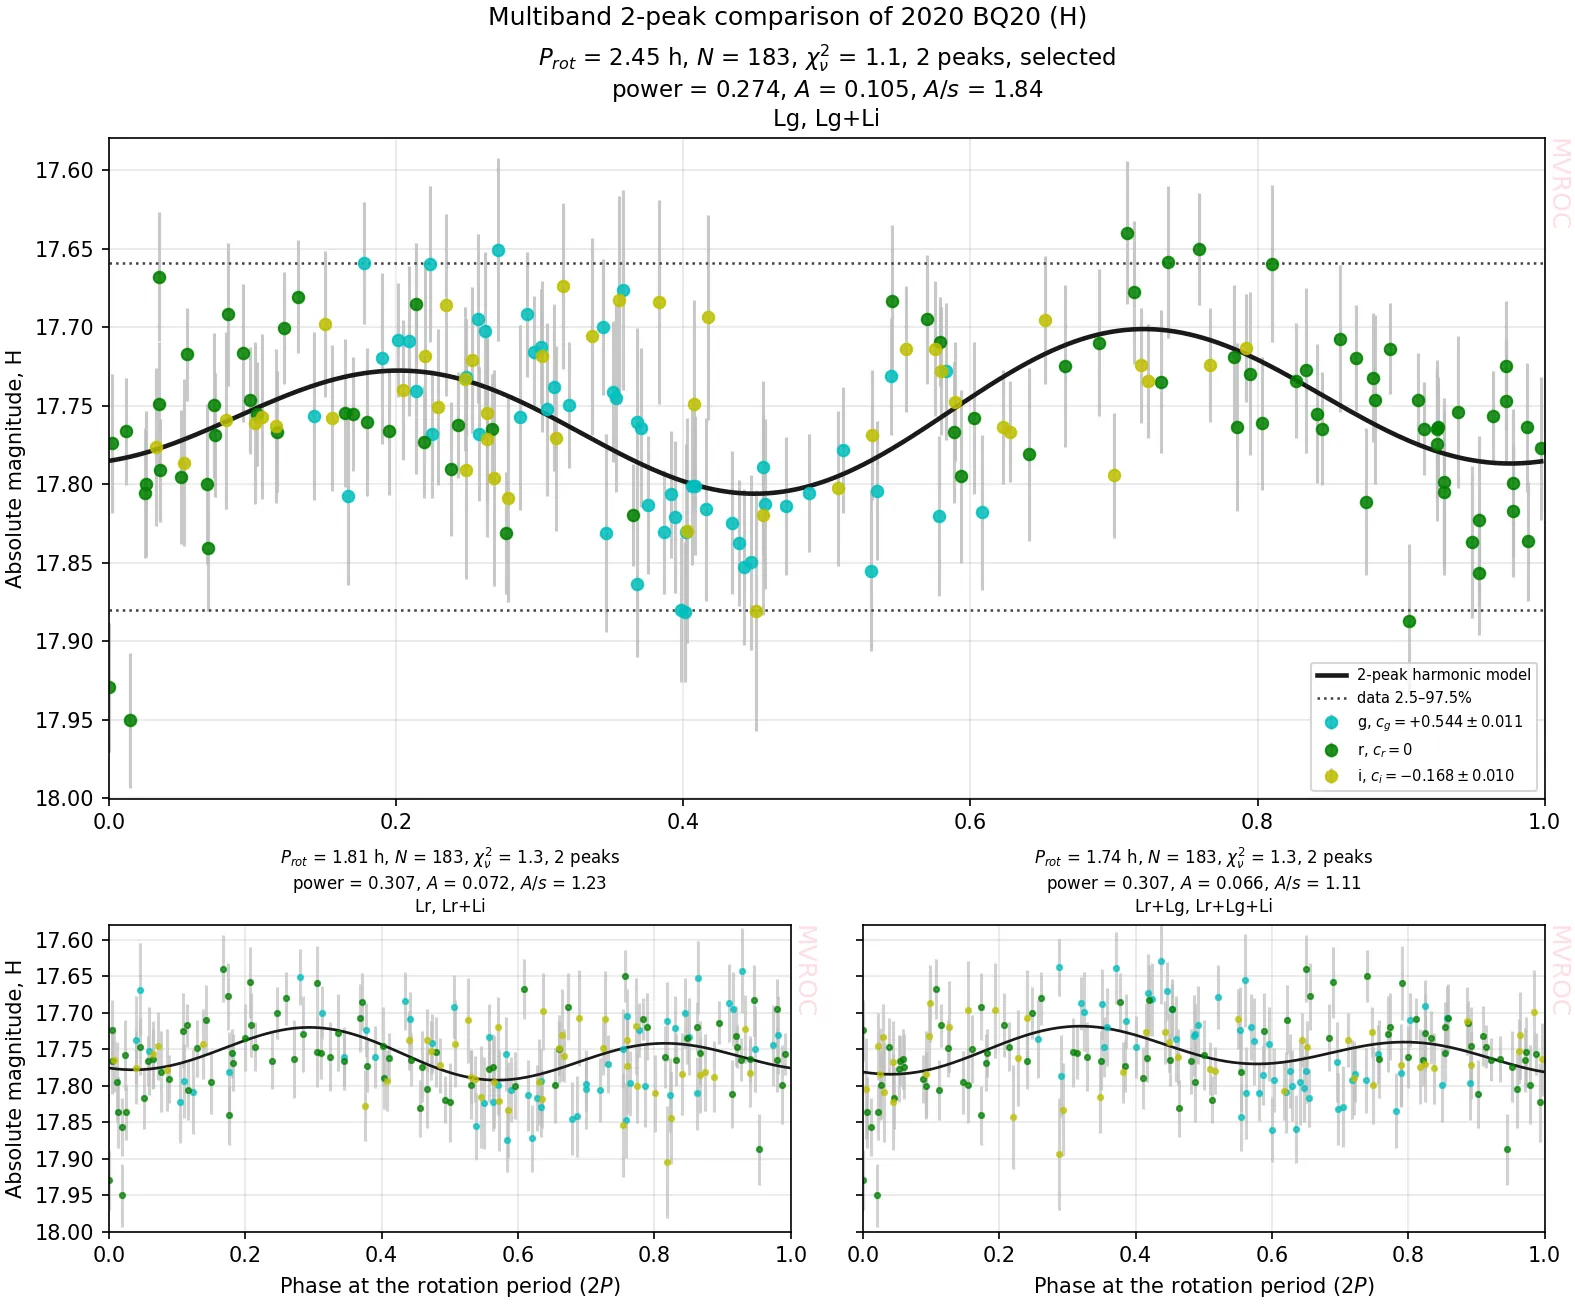 Multiband 2-peak comparison of 2020 BQ20 (H)
P_rot = 2.45 h, N = 183, χ²_ν = 1.1, 2 peaks, selected
power = 0.274, A = 0.105, A/s = 1.84
Lg, Lg+Li
Absolute magnitude, H
17.60
17.65
17.70
17.75
17.80
17.85
17.90
17.95
18.00
0.0 0.2 0.4 0.6 0.8 1.0
2-peak harmonic model
data 2.5–97.5%
g, c_g = +0.544 ± 0.011
r, c_r = 0
i, c_i = −0.168 ± 0.010
MVROC
P_rot = 1.81 h, N = 183, χ²_ν = 1.3, 2 peaks
power = 0.307, A = 0.072, A/s = 1.23
Lr, Lr+Li
Absolute magnitude, H
17.60
17.65
17.70
17.75
17.80
17.85
17.90
17.95
18.00
0.0 0.2 0.4 0.6 0.8 1.0
Phase at the rotation period (2P)
MVROC
P_rot = 1.74 h, N = 183, χ²_ν = 1.3, 2 peaks
power = 0.307, A = 0.066, A/s = 1.11
Lr+Lg, Lr+Lg+Li
0.0 0.2 0.4 0.6 0.8 1.0
Phase at the rotation period (2P)
MVROC